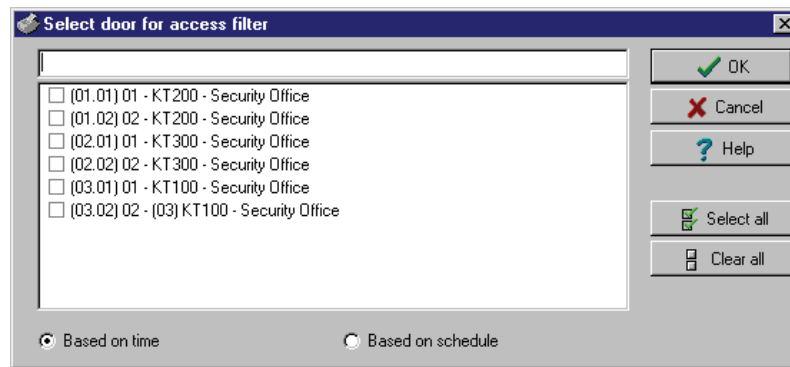 Select door for access filter
OK
(01.01) 01 - KT200 - Security Office
(01.02) 02 - KT200 - Security Office
(02.01) 01 - KT300 - Security Office
(02.02) 02 - KT300 - Security Office
(03.01) 01 - KT100 - Security Office
(03.02) 02 - (03) KT100 - Security Office
Cancel
Help
Select all
Clear all
Based on time
Based on schedule